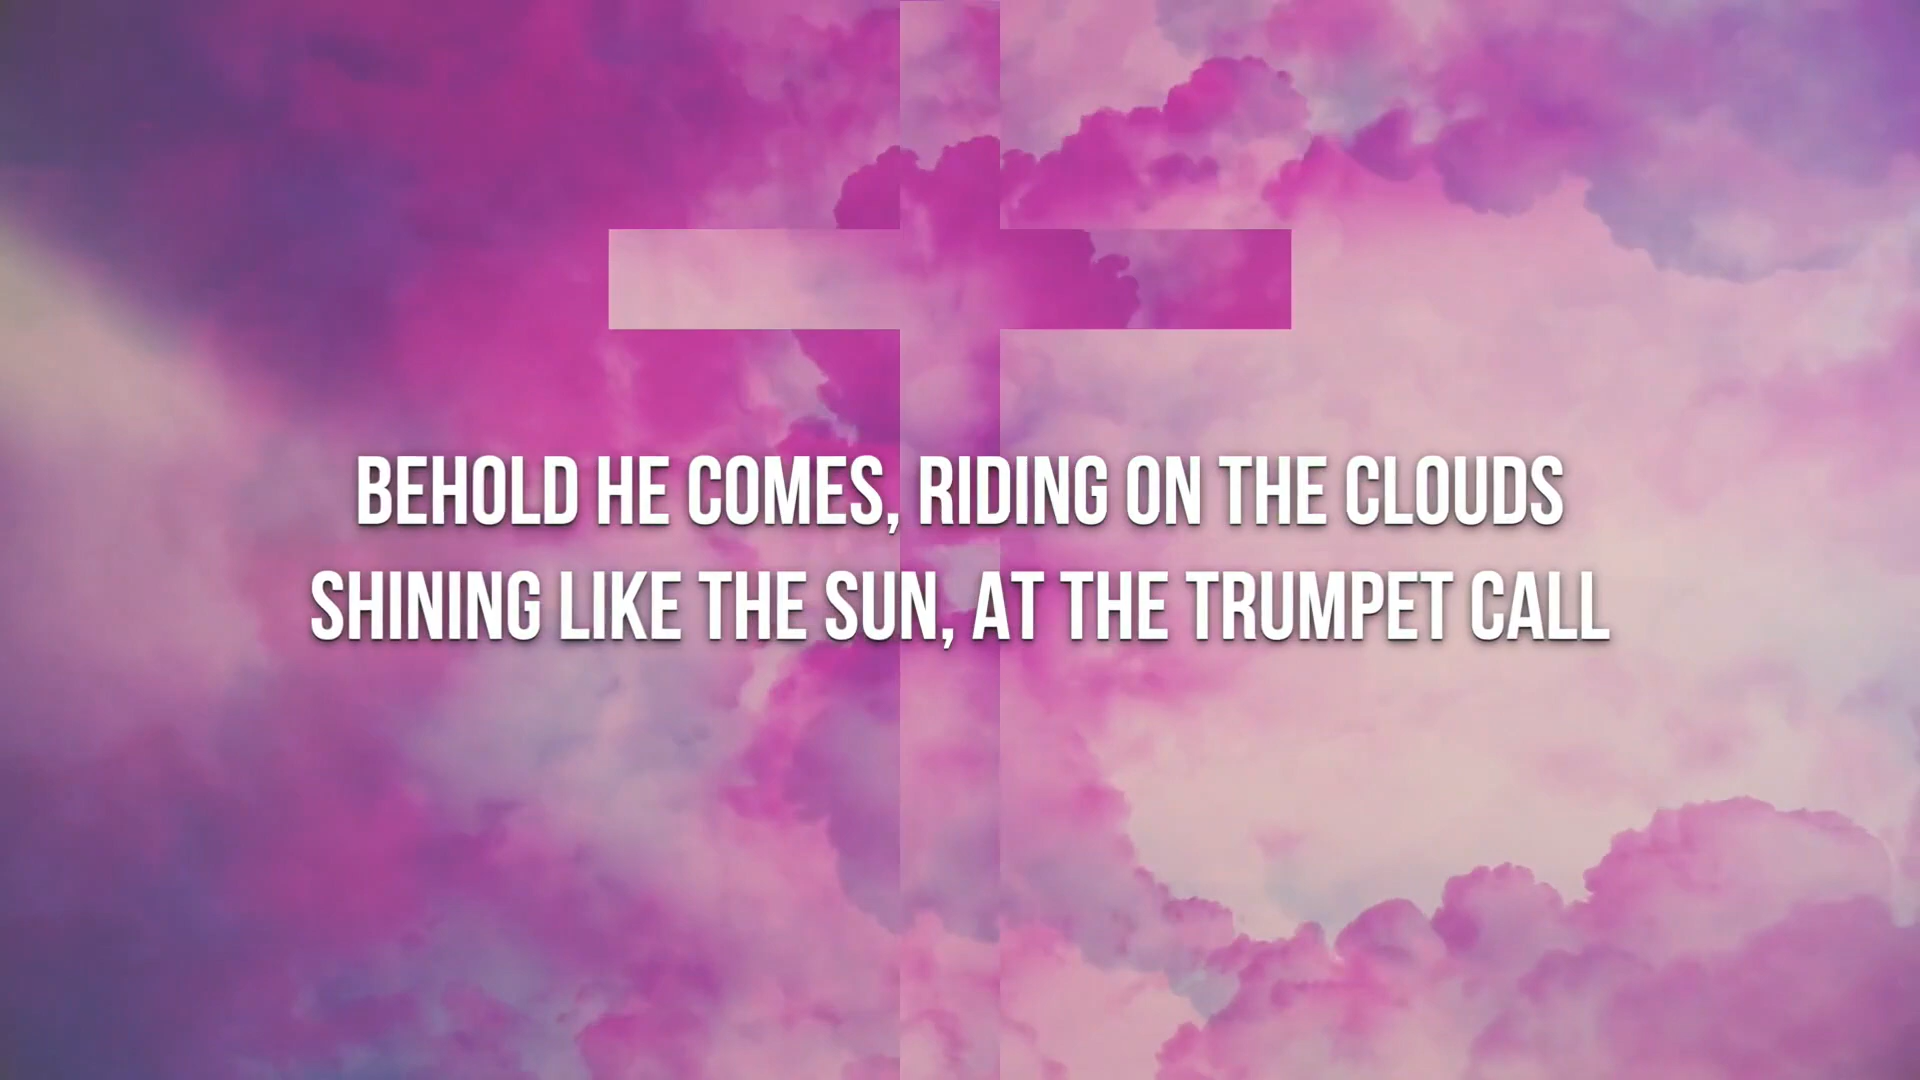 BEHOLD HE COMES, RIDING ON THE CLOUDS
SHINING LIKE THE SUN, AT THE TRUMPET CALL